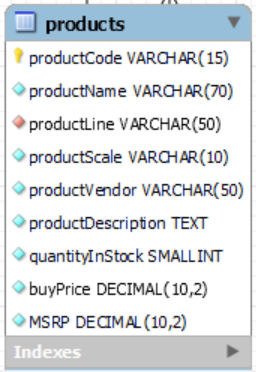 products
productCode VARCHAR(15)
productName VARCHAR(70)
productLine VARCHAR(50)
productScale VARCHAR(10)
productVendor VARCHAR(50)
productDescription TEXT
quantityInStock SMALLINT
buyPrice DECIMAL(10,2)
MSRP DECIMAL(10,2)
Indexes